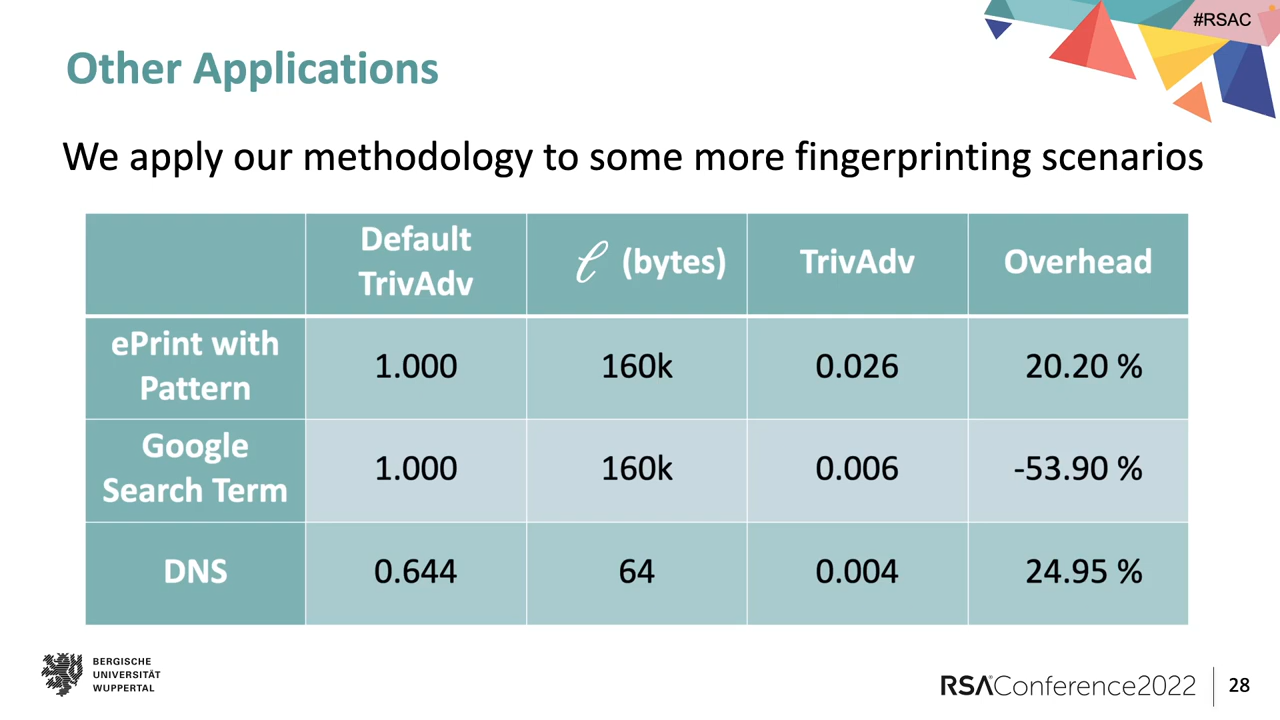 #RSAC
Other Applications
We apply our methodology to some more fingerprinting scenarios
Default TrivAdv ℓ (bytes) TrivAdv Overhead
ePrint with Pattern 1.000 160k 0.026 20.20 %
Google Search Term 1.000 160k 0.006 -53.90 %
DNS 0.644 64 0.004 24.95 %
BERGISCHE
UNIVERSITÄT
WUPPERTAL
RSAConference2022 28